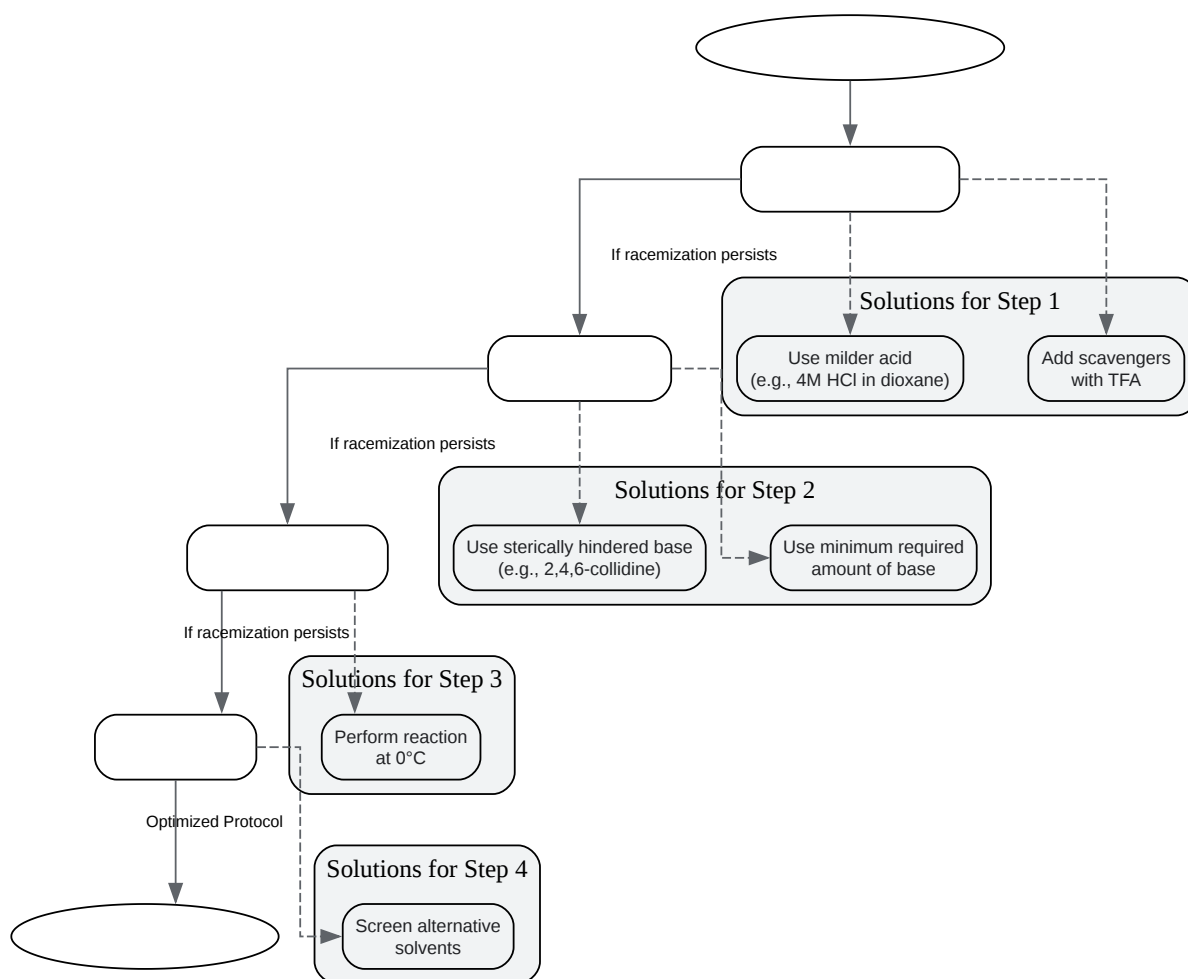 If racemization persists
Solutions for Step 1
Use milder acid
(e.g., 4M HCl in dioxane)
Add scavengers
with TFA
If racemization persists
Solutions for Step 2
Use sterically hindered base
(e.g., 2,4,6-collidine)
Use minimum required
amount of base
If racemization persists
Solutions for Step 3
Perform reaction
at 0°C
Optimized Protocol
Solutions for Step 4
Screen alternative
solvents